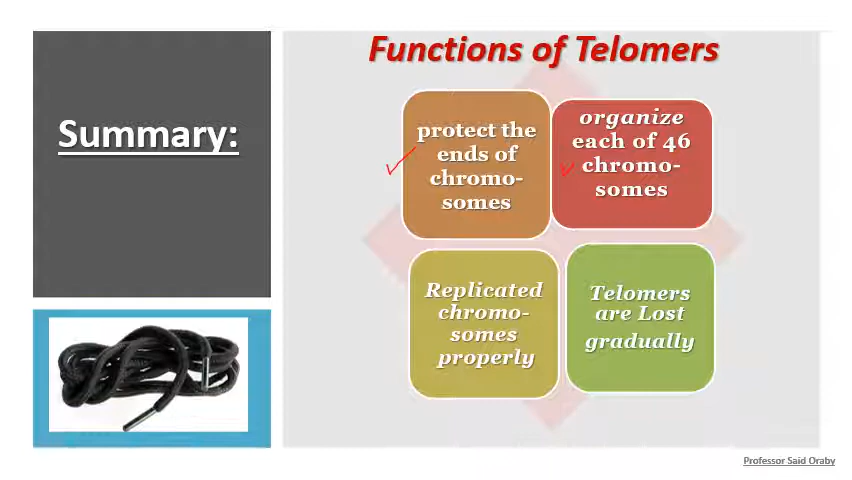 Functions of Telomers
Summary:
protect the
ends of
chromo-
somes
organize
each of 46
chromo-
somes
Replicated
chromo-
somes
properly
Telomers
are Lost
gradually
Professor Said Oraby